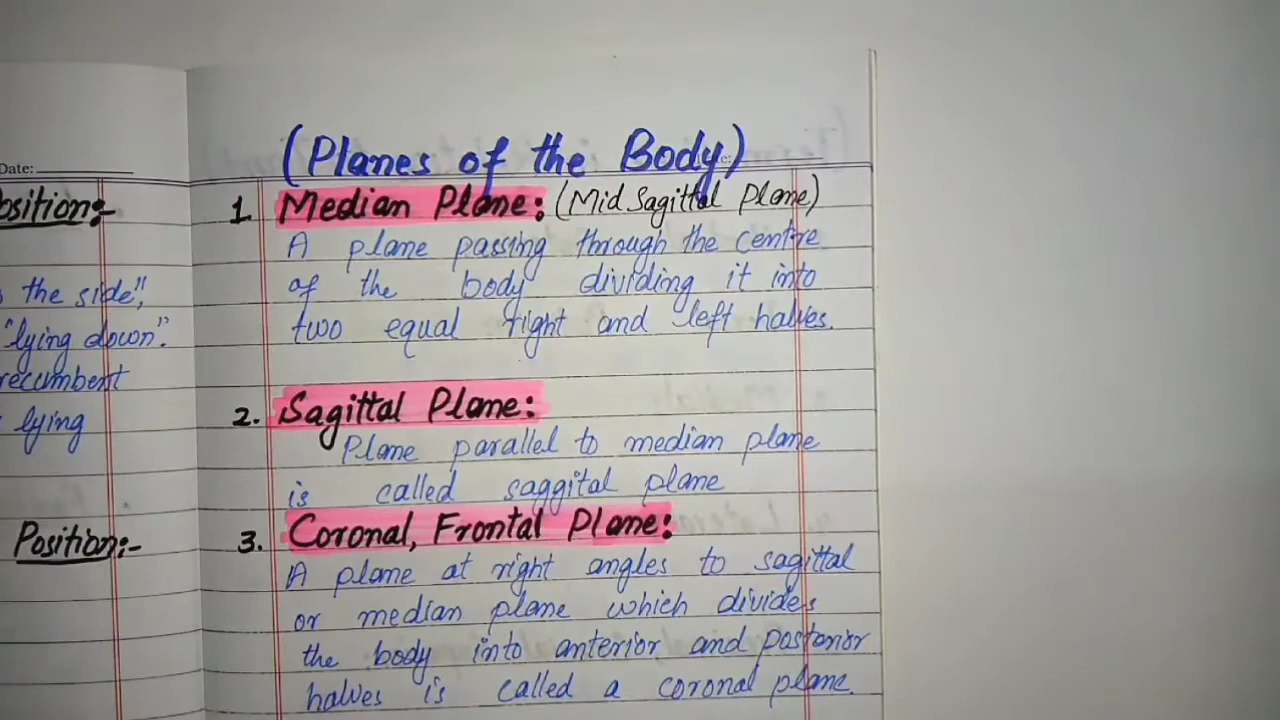 Date:
osition:-
the side",
"lying down".
recumbent
lying
Position:-
(Planes of the Body)
1. Median Plane: (Mid Sagittal Plane)
A plane passing through the centre
of the body dividing it into
two equal right and left halves.
2. Sagittal Plane:
Plane parallel to median plane
is called saggital plane
3. Coronal, Frontal Plane:
A plane at right angles to sagittal
or median plane which divides
the body into anterior and posterior
halves is called a coronal plane.